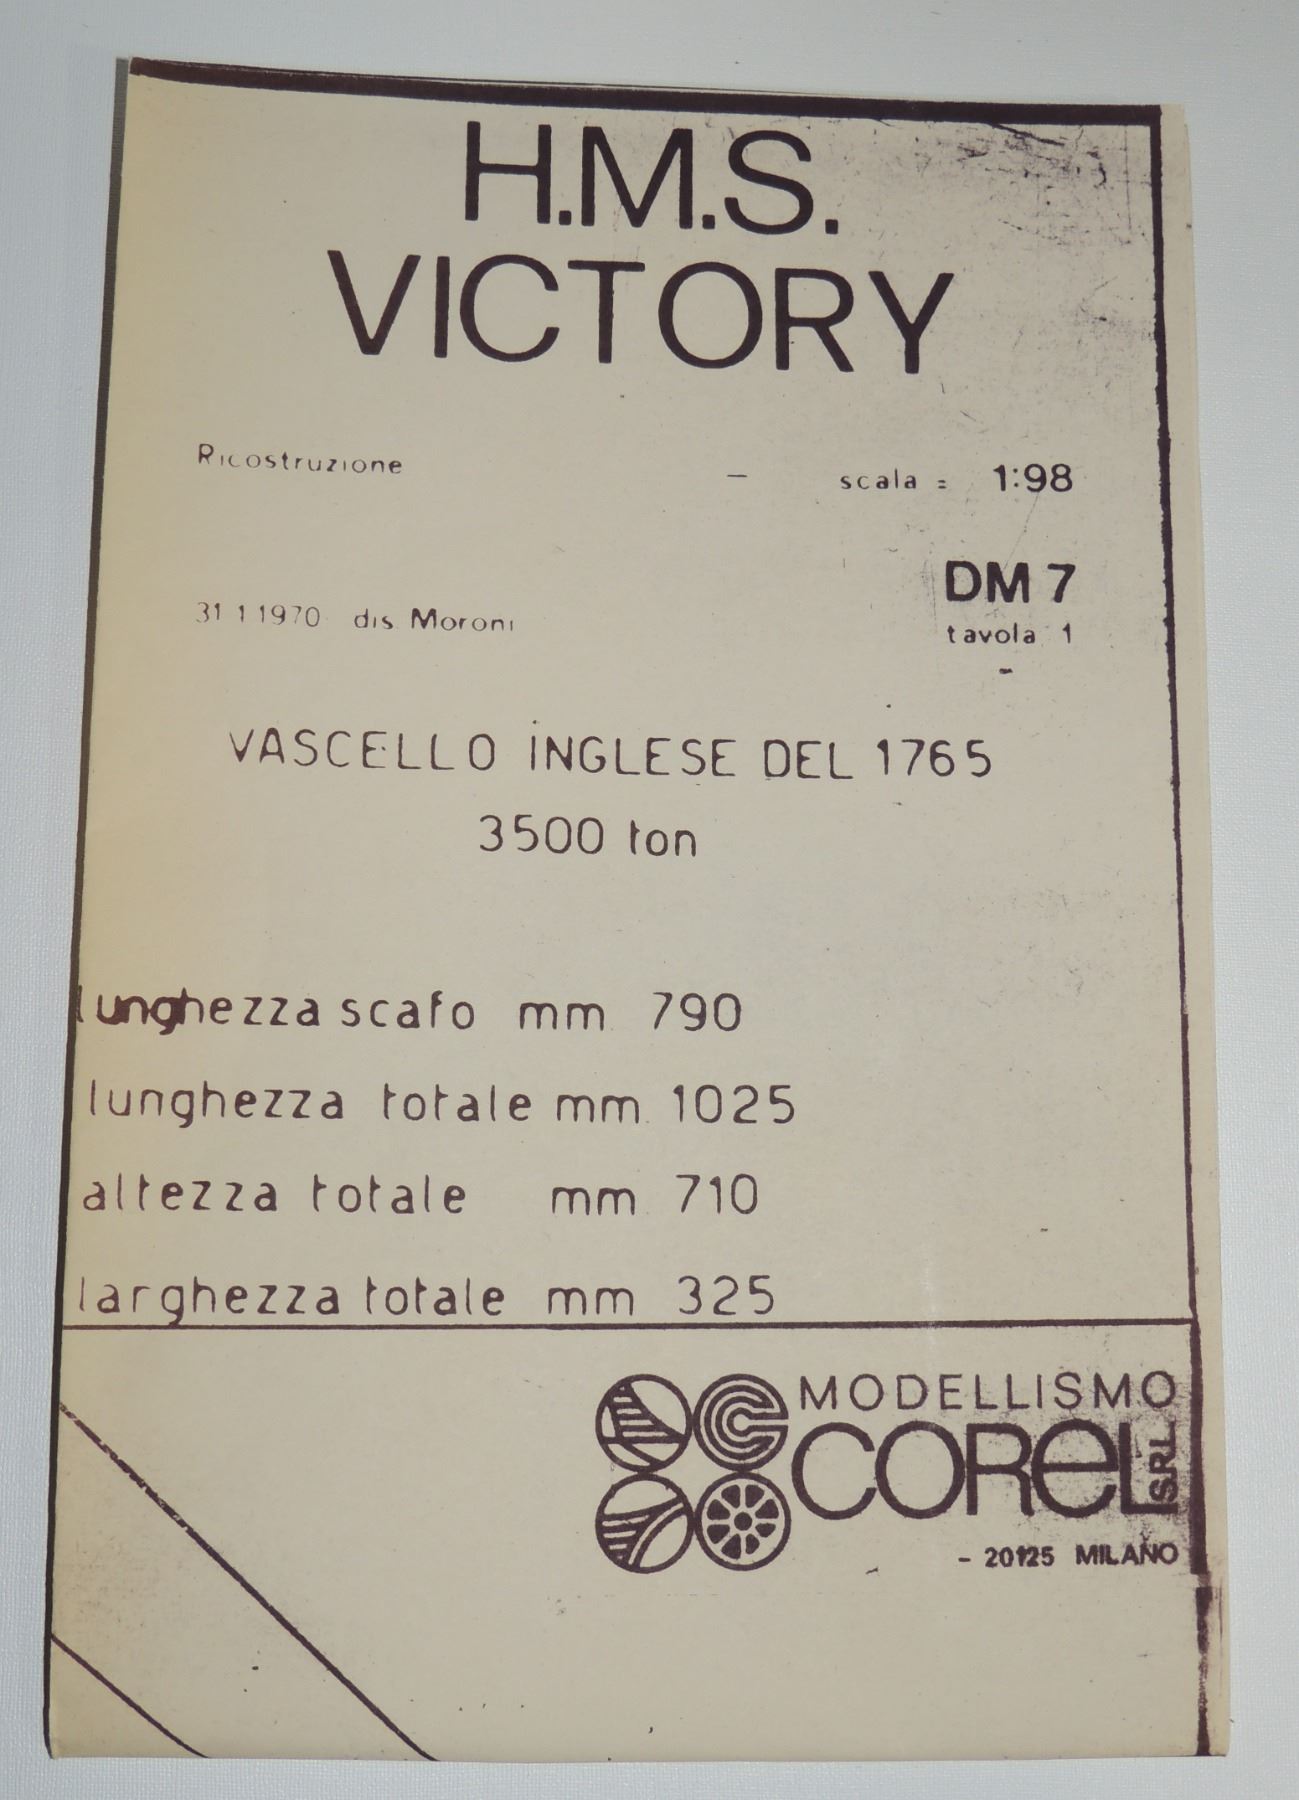 H.M.S.
VICTORY
Ricostruzione – scala = 1:98
DM 7
31 1 1970 dis Moroni
tavola 1
VASCELLO INGLESE DEL 1765
3500 ton
lunghezza scafo mm 790
lunghezza totale mm 1025
altezza totale mm 710
larghezza totale mm 325
MODELLISMO
COREL S.R.L.
- 20125 MILANO